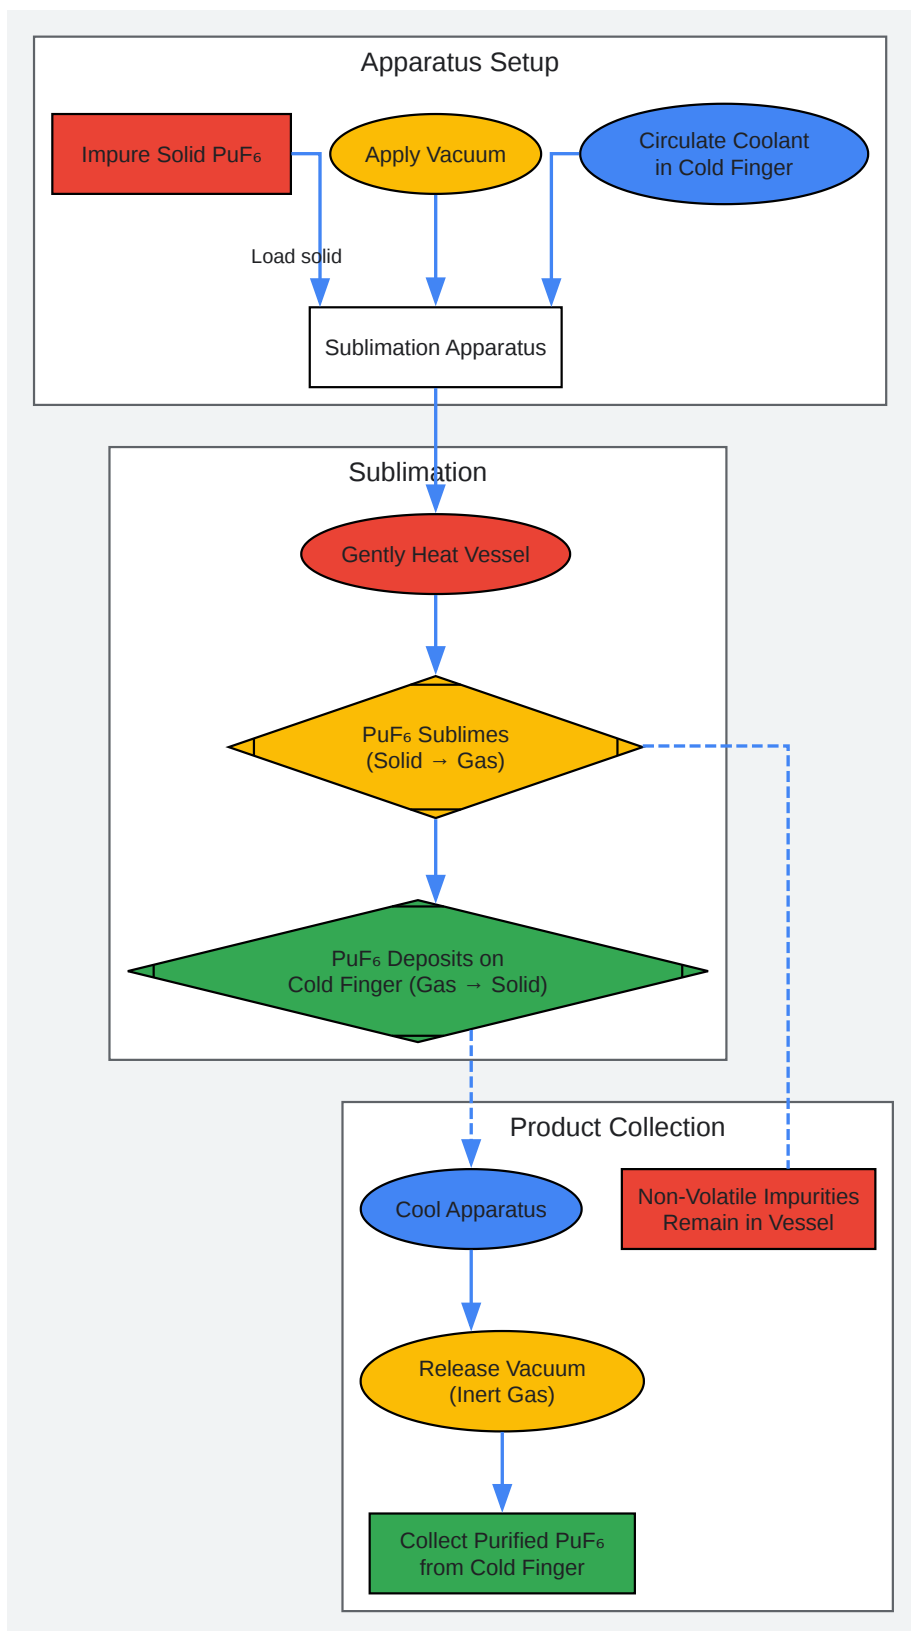 Apparatus Setup
Impure Solid PuF₆
Apply Vacuum
Circulate Coolant
in Cold Finger
Load solid
Sublimation Apparatus
Sublimation
Gently Heat Vessel
PuF₆ Sublimes
(Solid → Gas)
PuF₆ Deposits on
Cold Finger (Gas → Solid)
Product Collection
Cool Apparatus
Non-Volatile Impurities
Remain in Vessel
Release Vacuum
(Inert Gas)
Collect Purified PuF₆
from Cold Finger